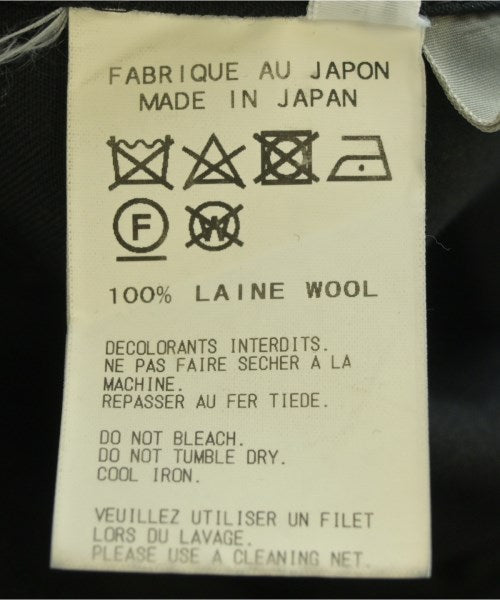 FABRIQUE AU JAPON
MADE IN JAPAN
F W
100% LAINE WOOL
DECOLORANTS INTERDITS.
NE PAS FAIRE SECHER A LA
MACHINE.
REPASSER AU FER TIEDE.
DO NOT BLEACH.
DO NOT TUMBLE DRY.
COOL IRON.
VEUILLEZ UTILISER UN FILET
LORS DU LAVAGE.
PLEASE USE A CLEANING NET.